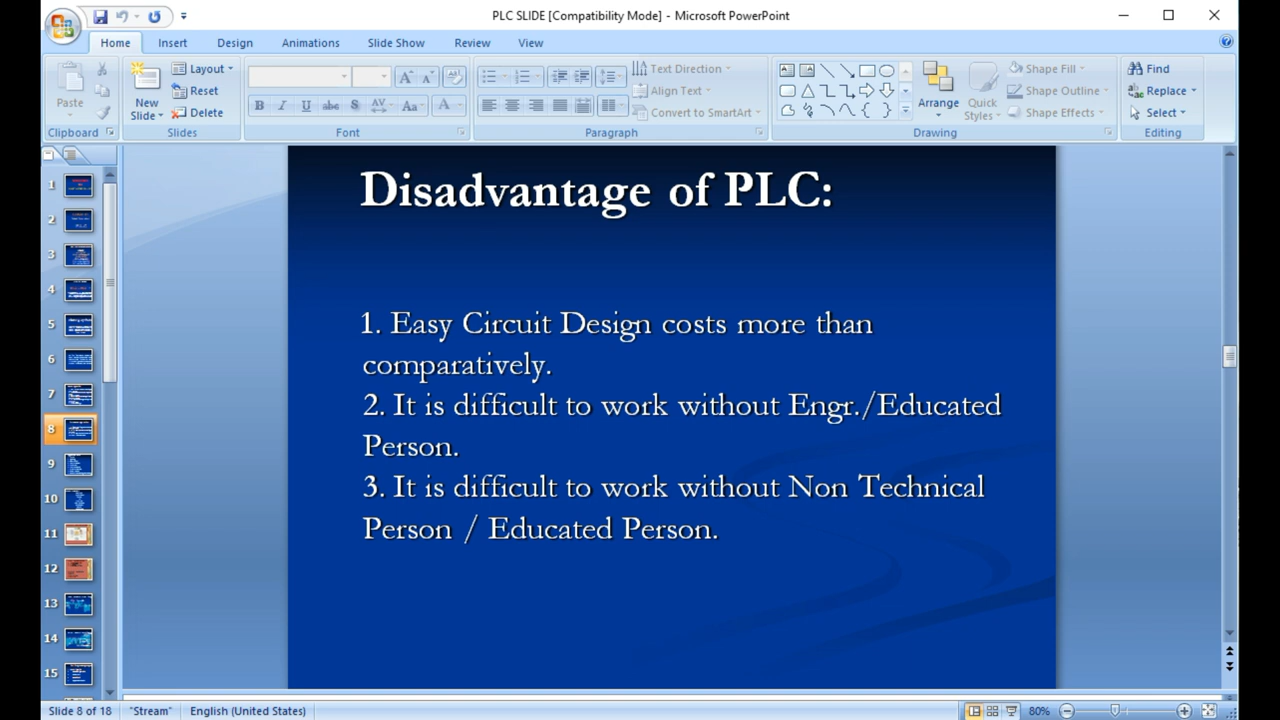 PLC SLIDE [Compatibility Mode] - Microsoft PowerPoint
Home Insert Design Animations Slide Show Review View
Paste
Clipboard
New Slide
Layout
Reset
Delete
Slides
B I U abc S AV Aa A
Font
Text Direction
Align Text
Convert to SmartArt
Paragraph
Arrange
Quick Styles
Shape Fill
Shape Outline
Shape Effects
Drawing
Find
Replace
Select
Editing
1
2
3
4
5
6
7
8
9
10
11
12
13
14
15
Disadvantage of PLC:
1. Easy Circuit Design costs more than
comparatively.
2. It is difficult to work without Engr./Educated
Person.
3. It is difficult to work without Non Technical
Person / Educated Person.
Slide 8 of 18 "Stream" English (United States) 80%